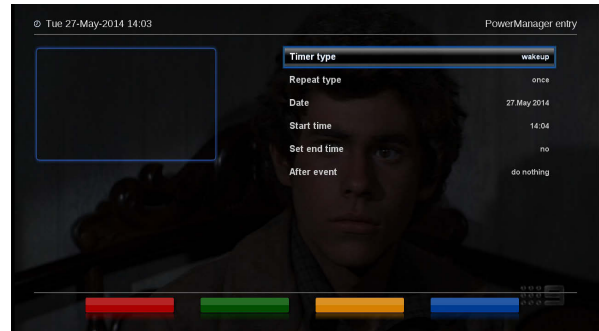 Tue 27-May-2014 14:03 PowerManager entry
Timer type wakeup
Repeat type once
Date 27.May 2014
Start time 14:04
Set end time no
After event do nothing